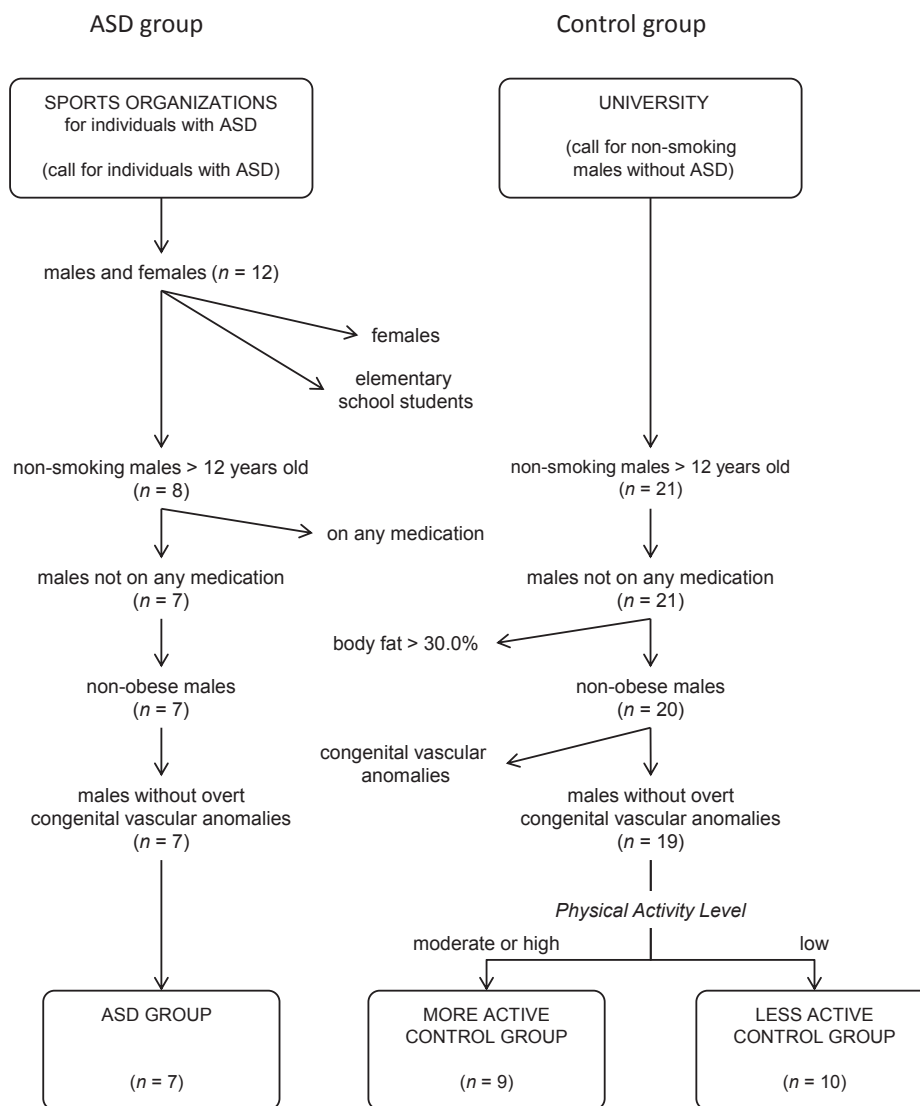 ASD group
Control group
SPORTS ORGANIZATIONS
for individuals with ASD
(call for individuals with ASD)
UNIVERSITY
(call for non-smoking
males without ASD)
males and females (n = 12)
females
elementary
school students
non-smoking males > 12 years old
(n = 8)
non-smoking males > 12 years old
(n = 21)
on any medication
males not on any medication
(n = 7)
males not on any medication
(n = 21)
body fat > 30.0%
non-obese males
(n = 7)
non-obese males
(n = 20)
congenital vascular
anomalies
males without overt
congenital vascular anomalies
(n = 7)
males without overt
congenital vascular anomalies
(n = 19)
Physical Activity Level
moderate or high
low
ASD GROUP
(n = 7)
MORE ACTIVE
CONTROL GROUP
(n = 9)
LESS ACTIVE
CONTROL GROUP
(n = 10)